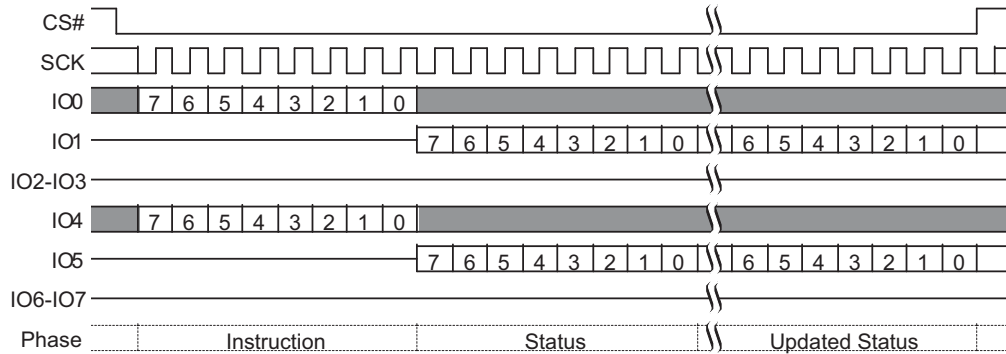 CS#
SCK
IO0 7 6 5 4 3 2 1 0
IO1 7 6 5 4 3 2 1 0 6 5 4 3 2 1 0
IO2-IO3
IO4 7 6 5 4 3 2 1 0
IO5 7 6 5 4 3 2 1 0 6 5 4 3 2 1 0
IO6-IO7
Phase Instruction Status Updated Status